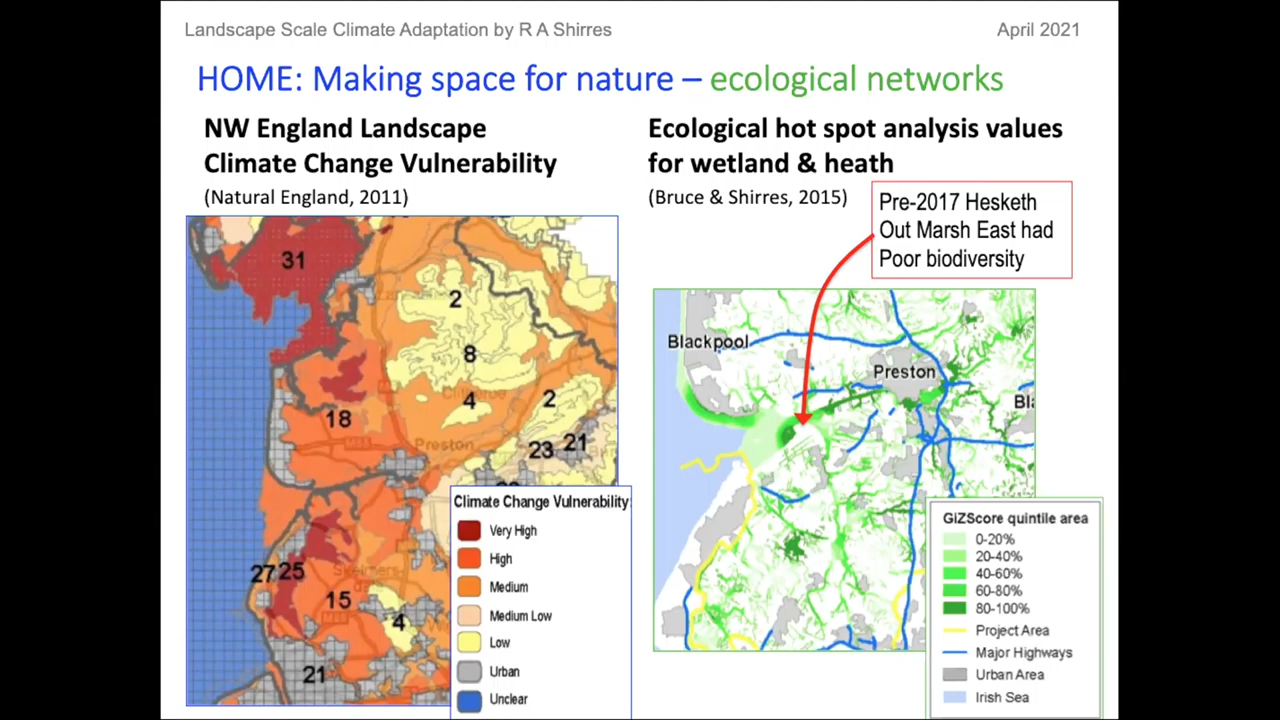 Landscape Scale Climate Adaptation by R A Shirres
April 2021
HOME: Making space for nature – ecological networks
NW England Landscape
Climate Change Vulnerability
(Natural England, 2011)
Ecological hot spot analysis values
for wetland & heath
(Bruce & Shirres, 2015)
Pre-2017 Hesketh
Out Marsh East had
Poor biodiversity
31
2
8
4
2
18
23
21
Preston
27
25
15
4
21
Climate Change Vulnerability:
Very High
High
Medium
Medium Low
Low
Urban
Unclear
Blackpool
Preston
Bla
GiZScore quintile area
0-20%
20-40%
40-60%
60-80%
80-100%
Project Area
Major Highways
Urban Area
Irish Sea